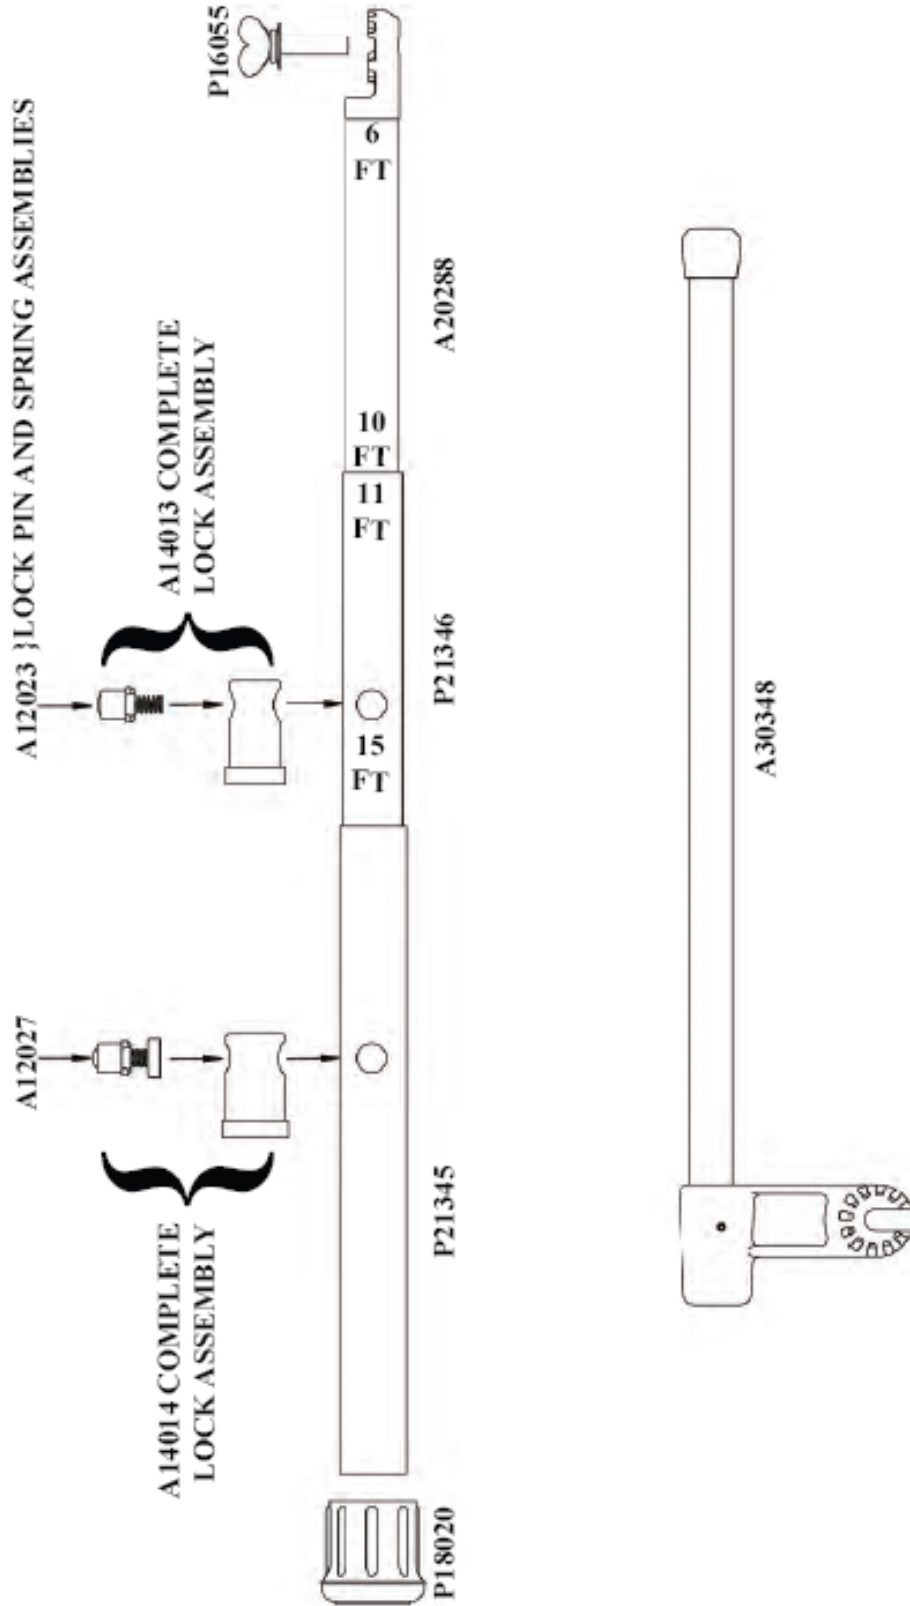 P16055
6
FT
A12023 }LOCK PIN AND SPRING ASSEMBLIES
A14013 COMPLETE
LOCK ASSEMBLY
A20288
10
FT
11
FT
P21346
15
FT
A30348
A12027
A14014 COMPLETE
LOCK ASSEMBLY
P21345
P18020